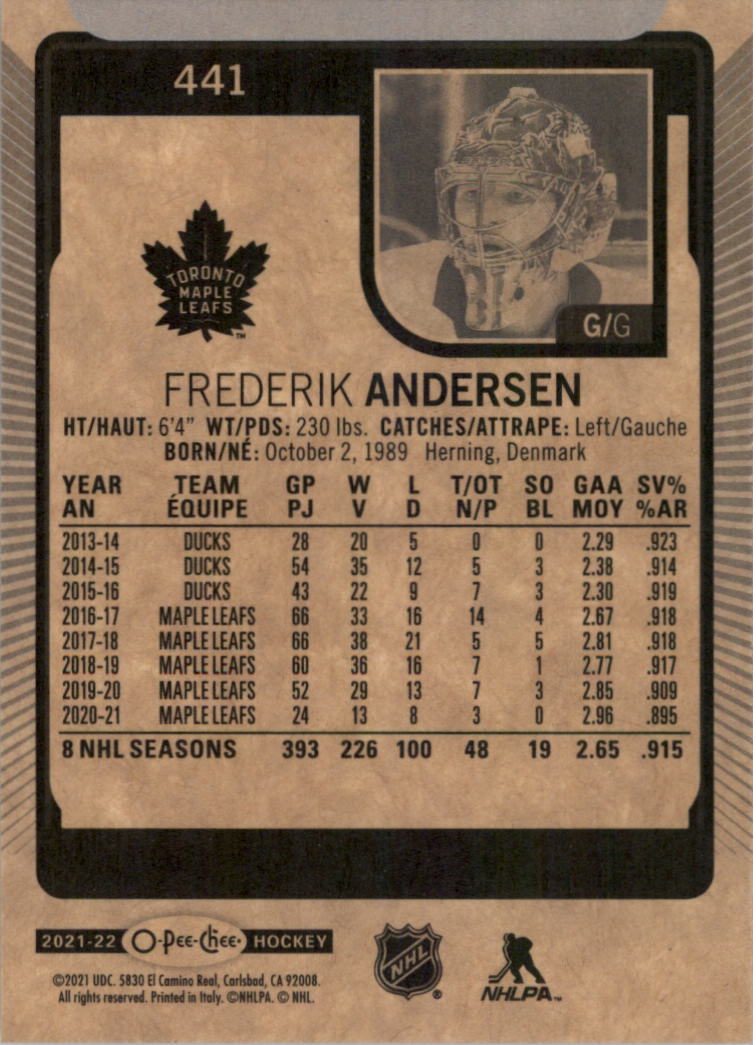 441
TORONTO
MAPLE
LEAFS
TM
G/G
FREDERIK ANDERSEN
HT/HAUT: 6'4" WT/PDS: 230 lbs. CATCHES/ATTRAPE: Left/Gauche
BORN/NÉ: October 2, 1989 Herning, Denmark
YEAR TEAM GP W L T/OT SO GAA SV%
AN ÉQUIPE PJ V D N/P BL MOY %AR
2013-14 DUCKS 28 20 5 0 0 2.29 .923
2014-15 DUCKS 54 35 12 5 3 2.38 .914
2015-16 DUCKS 43 22 9 7 3 2.30 .919
2016-17 MAPLE LEAFS 66 33 16 14 4 2.67 .918
2017-18 MAPLE LEAFS 66 38 21 5 5 2.81 .918
2018-19 MAPLE LEAFS 60 36 16 7 1 2.77 .917
2019-20 MAPLE LEAFS 52 29 13 7 3 2.85 .909
2020-21 MAPLE LEAFS 24 13 8 3 0 2.96 .895
8 NHL SEASONS 393 226 100 48 19 2.65 .915
2021-22 O-Pee-Chee HOCKEY
NHL ®
NHLPA TM
©2021 UDC. 5830 El Camino Real, Carlsbad, CA 92008.
All rights reserved. Printed in Italy. ©NHLPA. © NHL.